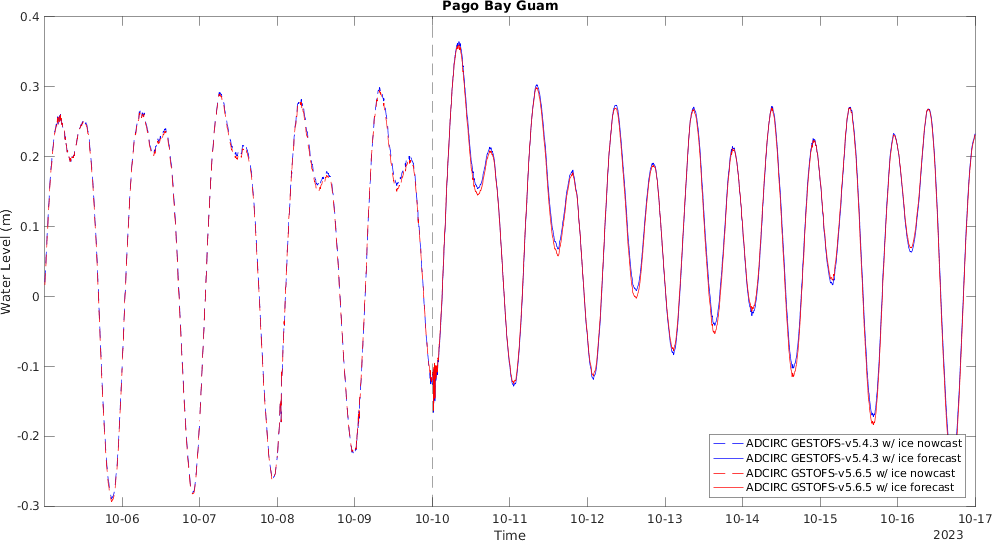 Pago Bay Guam
0.4
0.3
0.2
0.1
0
-0.1
-0.2
-0.3
Water Level (m)
ADCIRC GESTOFS-v5.4.3 w/ ice nowcast
ADCIRC GESTOFS-v5.4.3 w/ ice forecast
ADCIRC GSTOFS-v5.6.5 w/ ice nowcast
ADCIRC GSTOFS-v5.6.5 w/ ice forecast
10-06 10-07 10-08 10-09 10-10 10-11 10-12 10-13 10-14 10-15 10-16 10-17
Time
2023